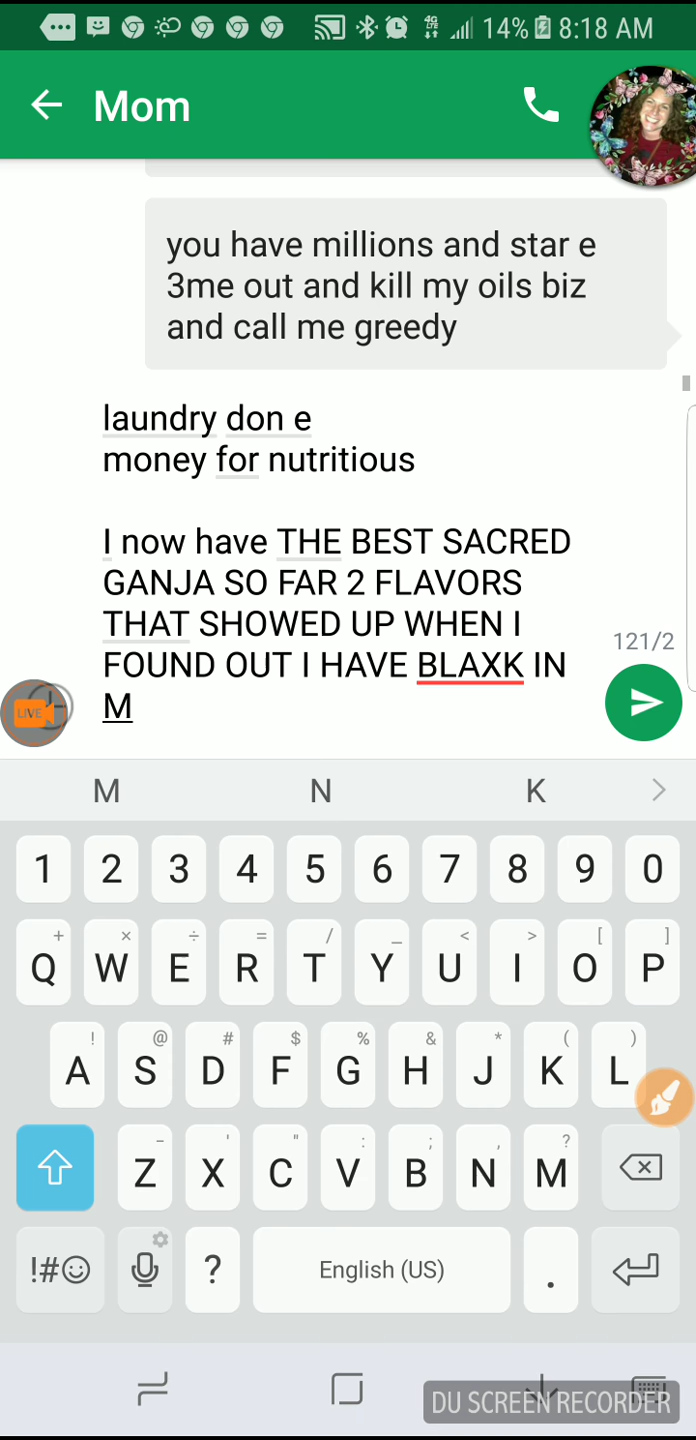 14% 8:18 AM
Mom
you have millions and star e
3me out and kill my oils biz
and call me greedy
laundry don e
money for nutritious
I now have THE BEST SACRED
GANJA SO FAR 2 FLAVORS
THAT SHOWED UP WHEN I
121/2
FOUND OUT I HAVE BLAXK IN
M
LIVE
M N K >
1 2 3 4 5 6 7 8 9 0
+ × ÷ = / _ < > [ ]
Q W E R T Y U I O P
! @ # $ % & * ( )
A S D F G H J K L
- ' " : ; , ?
Z X C V B N M
!#☺ ? English (US) .
DU SCREEN RECORDER